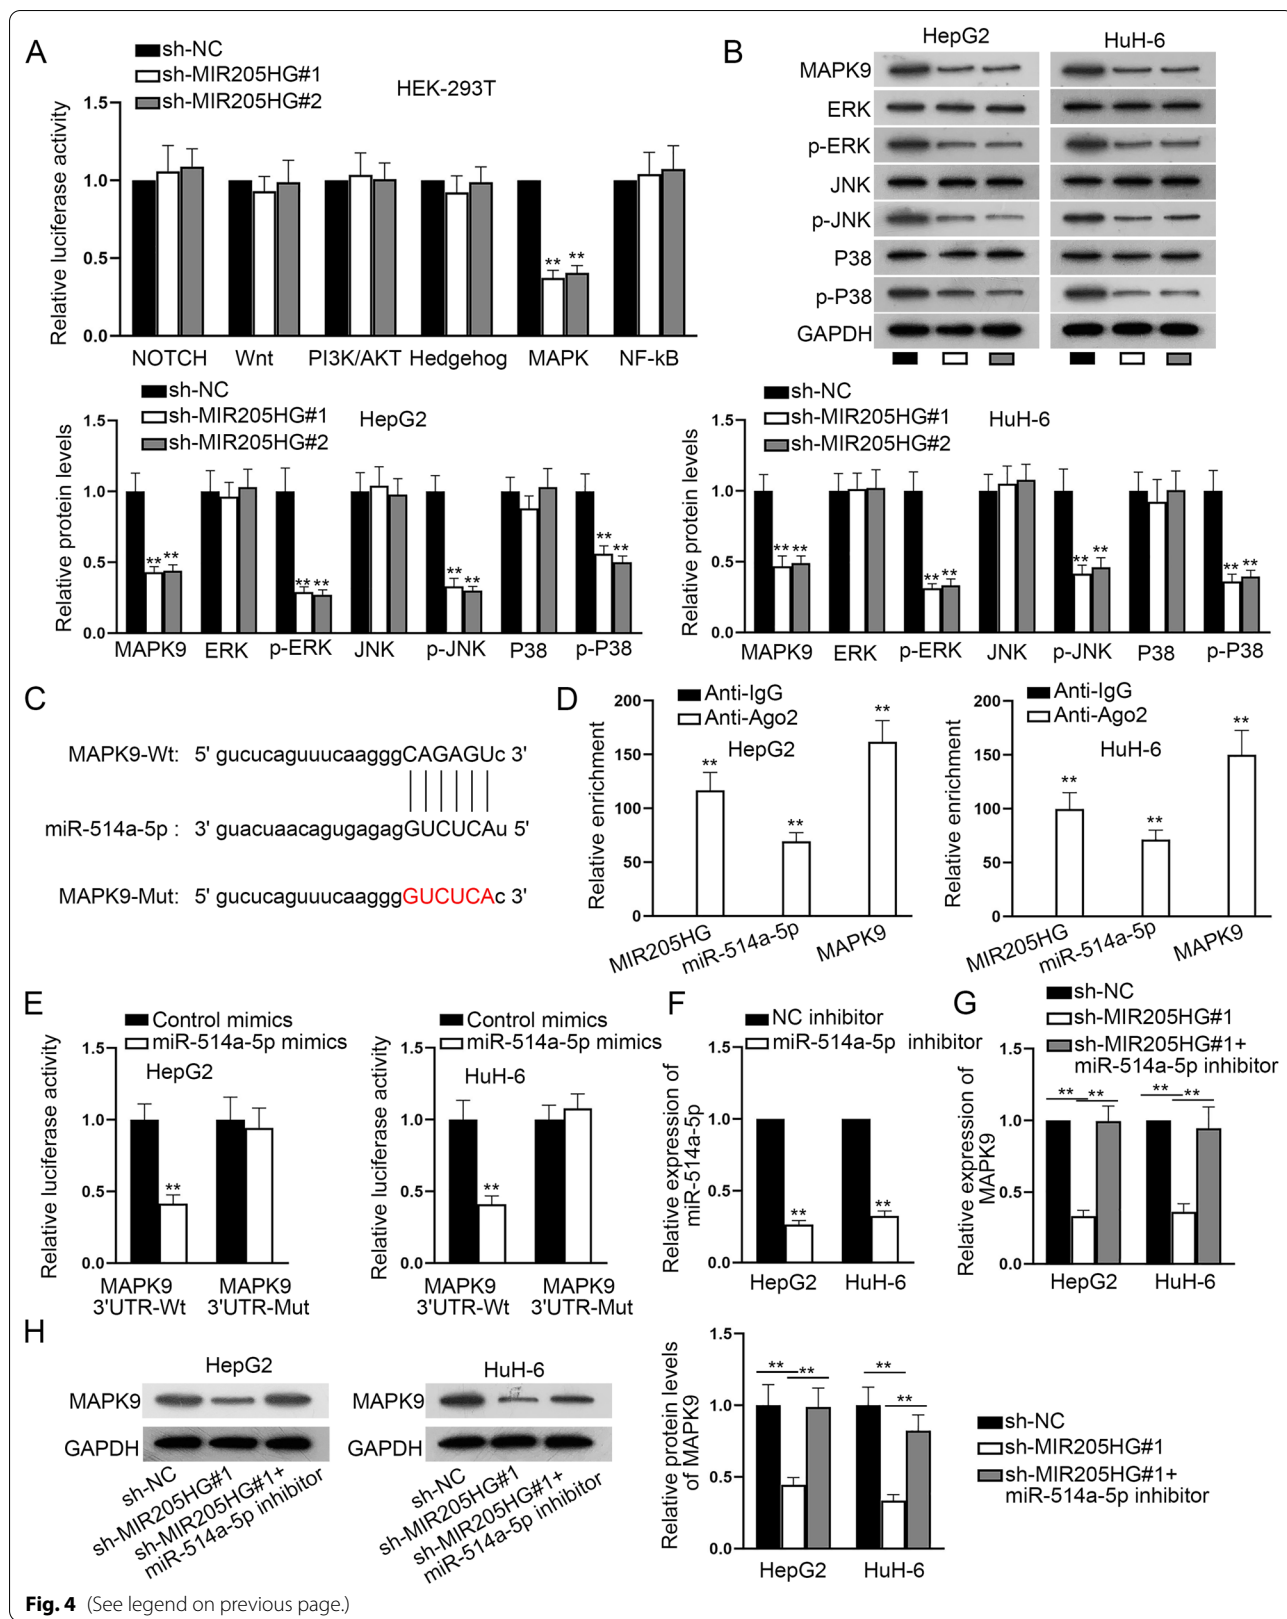 A
sh-NC
sh-MIR205HG#1
sh-MIR205HG#2
HEK-293T
Relative luciferase activity
1.5
1.0
0.5
0.0
** **
NOTCH Wnt PI3K/AKT Hedgehog MAPK NF-kB
B
HepG2 HuH-6
MAPK9
ERK
p-ERK
JNK
p-JNK
P38
p-P38
GAPDH
sh-NC
sh-MIR205HG#1
sh-MIR205HG#2
HepG2
Relative protein levels
1.5
1.0
0.5
0.0
** ** ** ** ** ** ** **
MAPK9 ERK p-ERK JNK p-JNK P38 p-P38
sh-NC
sh-MIR205HG#1
sh-MIR205HG#2
HuH-6
Relative protein levels
1.5
1.0
0.5
0.0
** ** ** ** ** ** ** **
MAPK9 ERK p-ERK JNK p-JNK P38 p-P38
C
MAPK9-Wt: 5' gucucaguuucaagggCAGAGUc 3'
miR-514a-5p : 3' guacuaacagugagagGUCUCAu 5'
MAPK9-Mut: 5' gucucaguuucaagggGUCUCAc 3'
D
Anti-IgG
Anti-Ago2
HepG2
Relative enrichment
200
150
100
50
0
** ** **
MIR205HG miR-514a-5p MAPK9
Anti-IgG
Anti-Ago2
HuH-6
Relative enrichment
200
150
100
50
0
** ** **
MIR205HG miR-514a-5p MAPK9
E
Control mimics
miR-514a-5p mimics
HepG2
Relative luciferase activity
1.5
1.0
0.5
0.0
**
MAPK9 MAPK9
3'UTR-Wt 3'UTR-Mut
Control mimics
miR-514a-5p mimics
HuH-6
Relative luciferase activity
1.5
1.0
0.5
0.0
**
MAPK9 MAPK9
3'UTR-Wt 3'UTR-Mut
F
NC inhibitor
miR-514a-5p inhibitor
Relative expression of
miR-514a-5p
1.5
1.0
0.5
0.0
** **
HepG2 HuH-6
G
sh-NC
sh-MIR205HG#1
sh-MIR205HG#1+
miR-514a-5p inhibitor
Relative expression of
MAPK9
1.5
1.0
0.5
0.0
** ** ** **
HepG2 HuH-6
H
HepG2
MAPK9
GAPDH
sh-NC
sh-MIR205HG#1
sh-MIR205HG#1+
miR-514a-5p inhibitor
HuH-6
MAPK9
GAPDH
sh-NC
sh-MIR205HG#1
sh-MIR205HG#1+
miR-514a-5p inhibitor
Relative protein levels
of MAPK9
1.5
1.0
0.5
0.0
** ** ** **
HepG2 HuH-6
sh-NC
sh-MIR205HG#1
sh-MIR205HG#1+
miR-514a-5p inhibitor
Fig. 4 (See legend on previous page.)